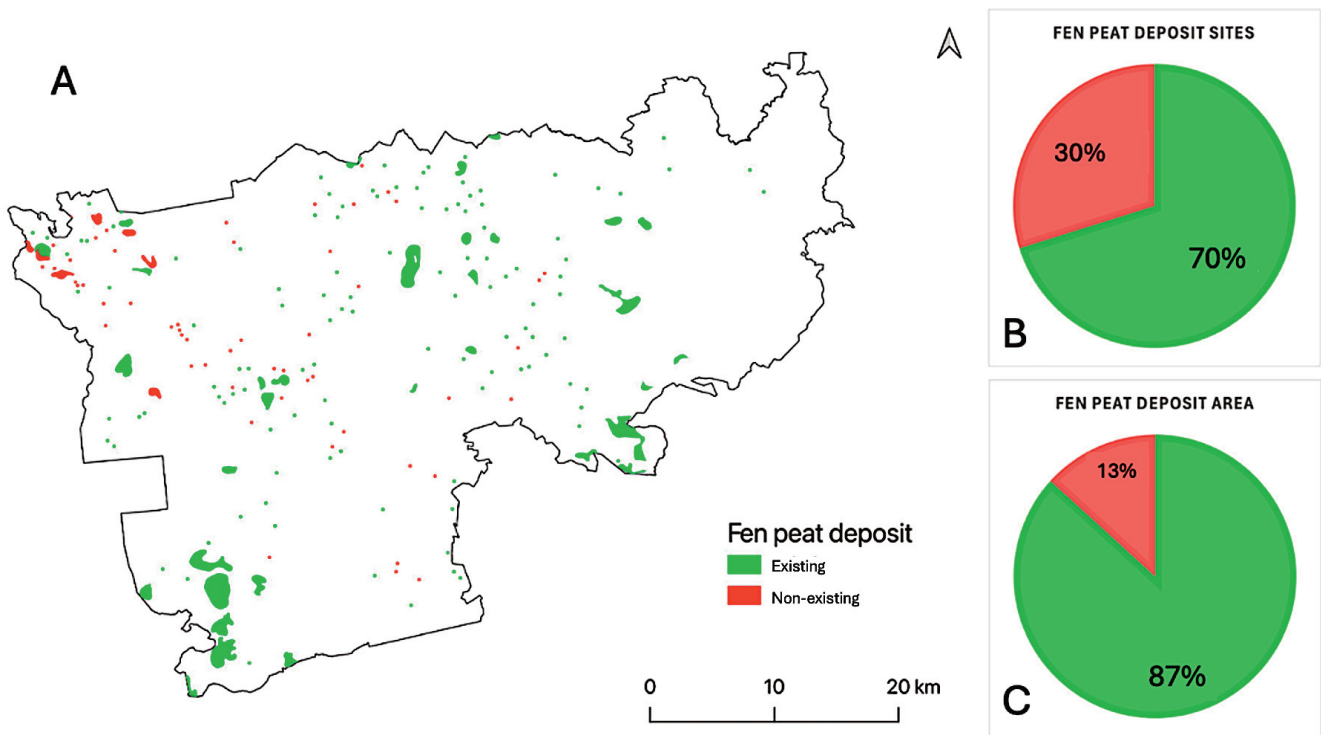 A
Fen peat deposit
Existing
Non-existing
0 10 20 km
FEN PEAT DEPOSIT SITES
30%
70%
B
FEN PEAT DEPOSIT AREA
13%
87%
C